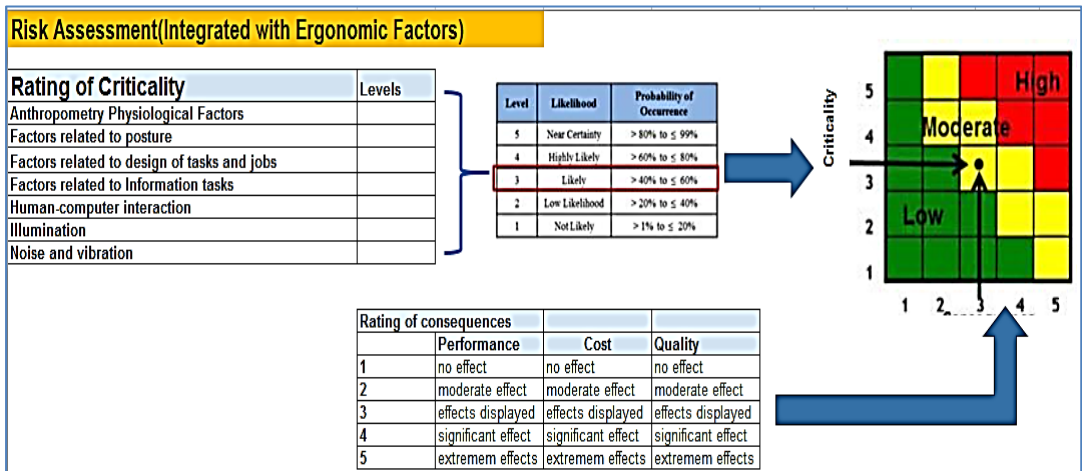 Risk Assessment(Integrated with Ergonomic Factors)
Rating of Criticality Levels
Anthropometry Physiological Factors
Factors related to posture
Factors related to design of tasks and jobs
Factors related to Information tasks
Human-computer interaction
Illumination
Noise and vibration
Level Likelihood Probability of
Occurrence
5 Near Certainty > 80% to ≤ 99%
4 Highly Likely > 60% to ≤ 80%
3 Likely > 40% to ≤ 60%
2 Low Likelihood > 20% to ≤ 40%
1 Not Likely > 1% to ≤ 20%
Criticality
5 High
4 Moderate
3
2 Low
1
1 2 3 4 5
Rating of consequences
Performance Cost Quality
1 no effect no effect no effect
2 moderate effect moderate effect moderate effect
3 effects displayed effects displayed effects displayed
4 significant effect significant effect significant effect
5 extremem effects extremem effects extremem effects